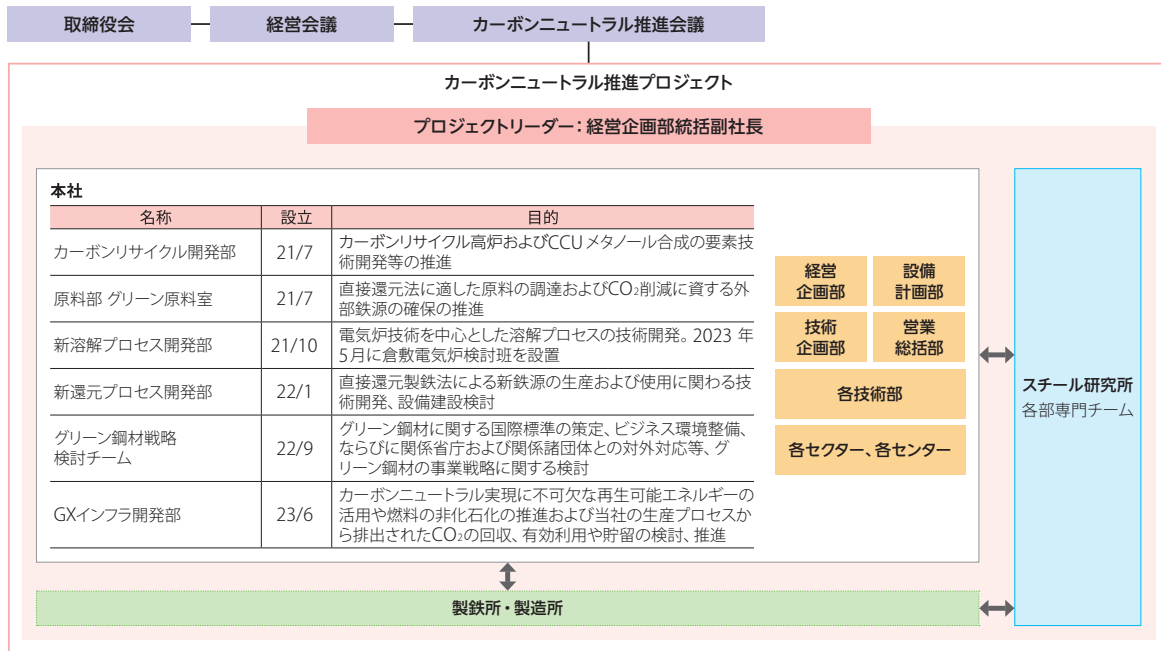 取締役会
経営会議
カーボンニュートラル推進会議
カーボンニュートラル推進プロジェクト
プロジェクトリーダー：経営企画部統括副社長
本社
名称
設立
目的
カーボンリサイクル開発部
21/7
カーボンリサイクル高炉およびCCUメタノール合成の要素技
術開発等の推進
原料部 グリーン原料室
21/7
直接還元法に適した原料の調達およびCO₂削減に資する外
部鉄源の確保の推進
新溶解プロセス開発部
21/10
電気炉技術を中心とした溶解プロセスの技術開発。2023 年
5月に倉敷電気炉検討班を設置
新還元プロセス開発部
22/1
直接還元製鉄法による新鉄源の生産および使用に関わる技
術開発、設備建設検討
グリーン鋼材戦略
検討チーム
22/9
グリーン鋼材に関する国際標準の策定、ビジネス環境整備、
ならびに関係省庁および関係諸団体との対外対応等、グ
リーン鋼材の事業戦略に関する検討
GXインフラ開発部
23/6
カーボンニュートラル実現に不可欠な再生可能エネルギーの
活用や燃料の非化石化の推進および当社の生産プロセスか
ら排出されたCO₂の回収、有効利用や貯留の検討、推進
経営
企画部
設備
計画部
技術
企画部
営業
総括部
各技術部
各セクター、各センター
スチール研究所
各部専門チーム
製鉄所・製造所